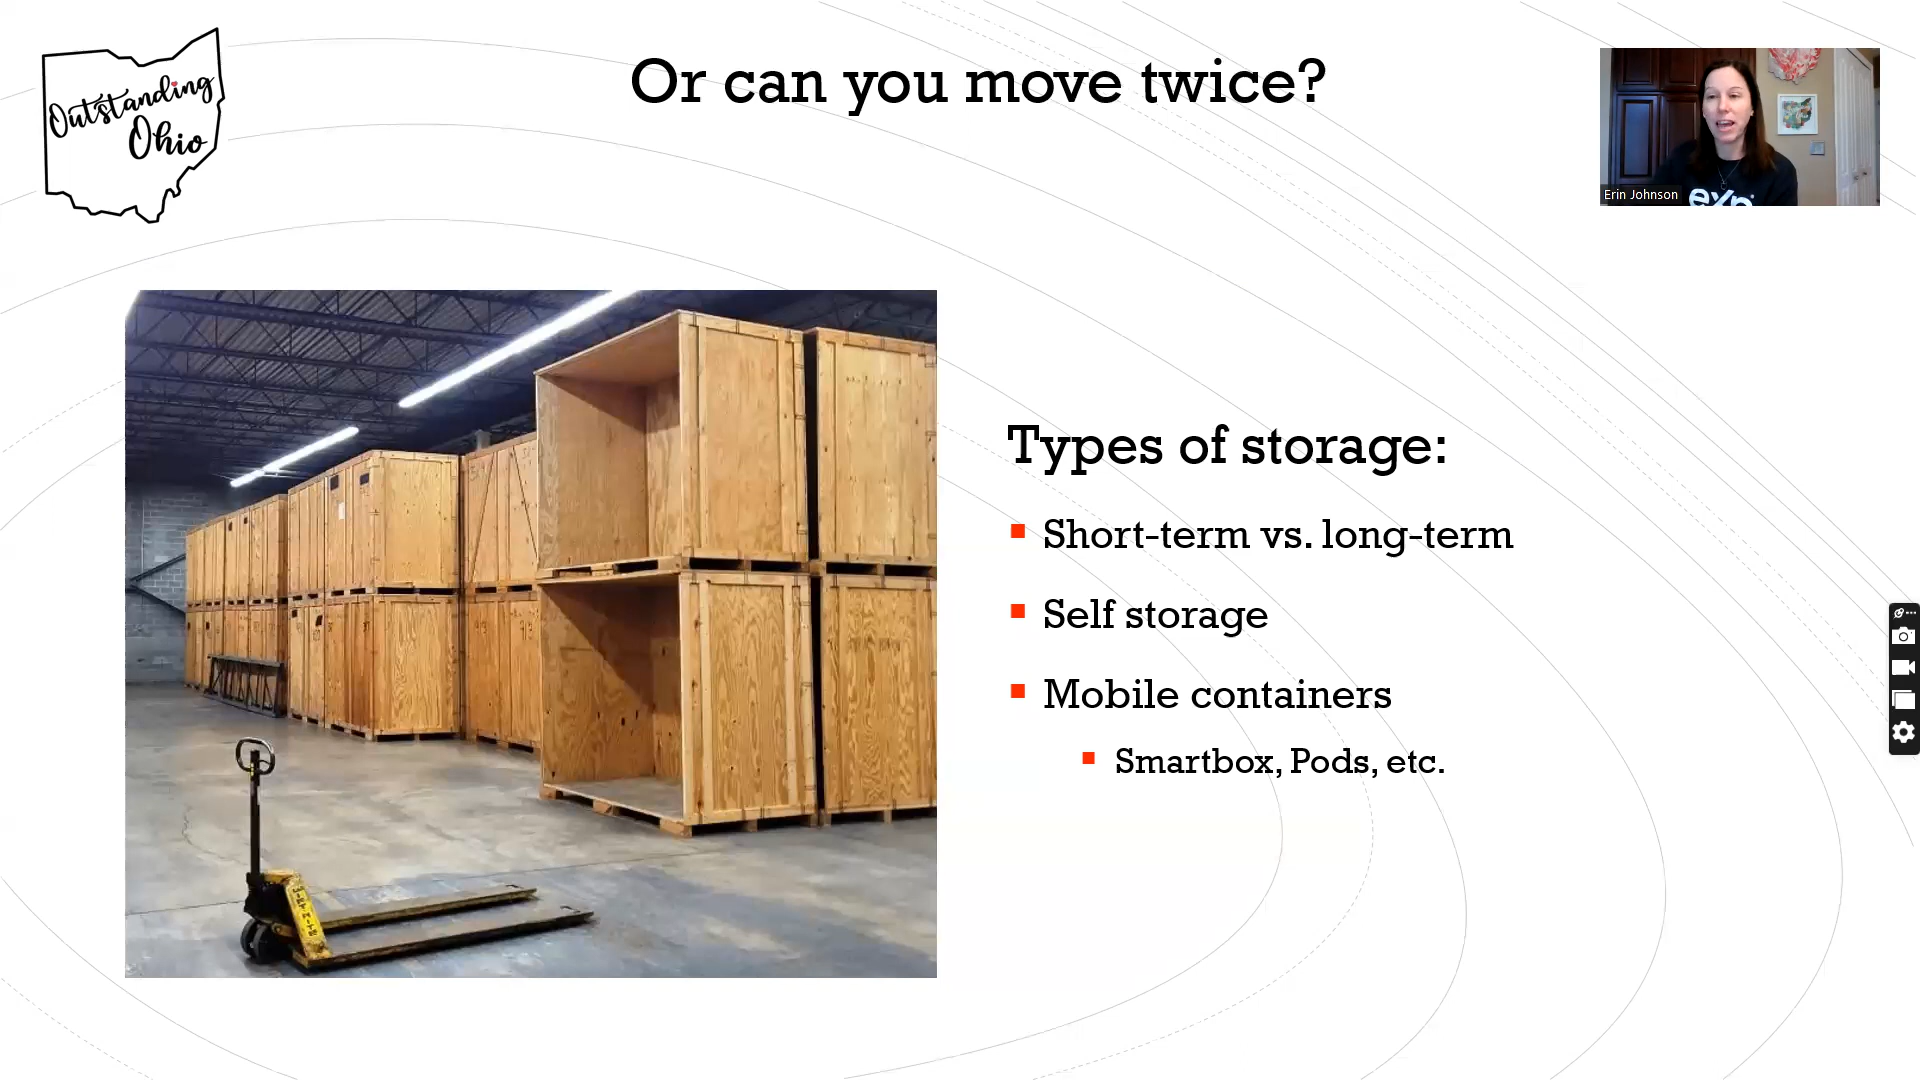 Outstanding
Ohio
Or can you move twice?
Erin Johnson
exp
Types of storage:
Short-term vs. long-term
Self storage
Mobile containers
Smartbox, Pods, etc.